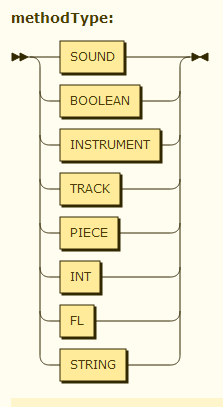 methodType:
SOUND
BOOLEAN
INSTRUMENT
TRACK
PIECE
INT
FL
STRING